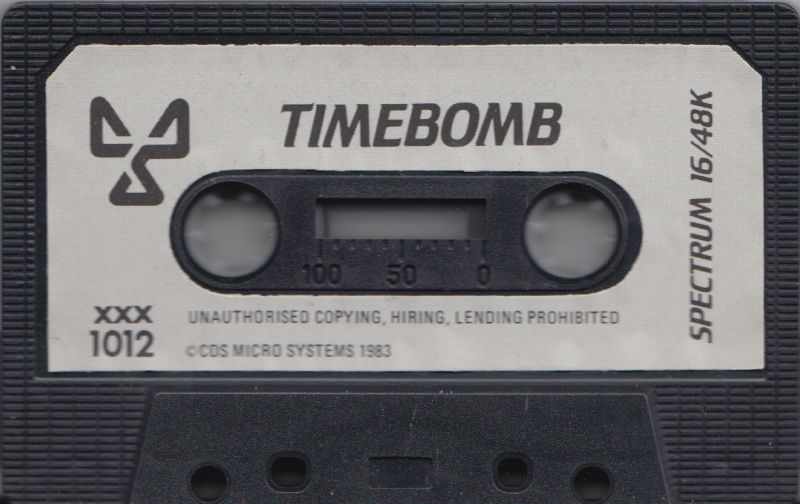 TIMEBOMB
SPECTRUM 16/48K
100 50 0
XXX
1012
UNAUTHORISED COPYING, HIRING, LENDING PROHIBITED
©CDS MICRO SYSTEMS 1983